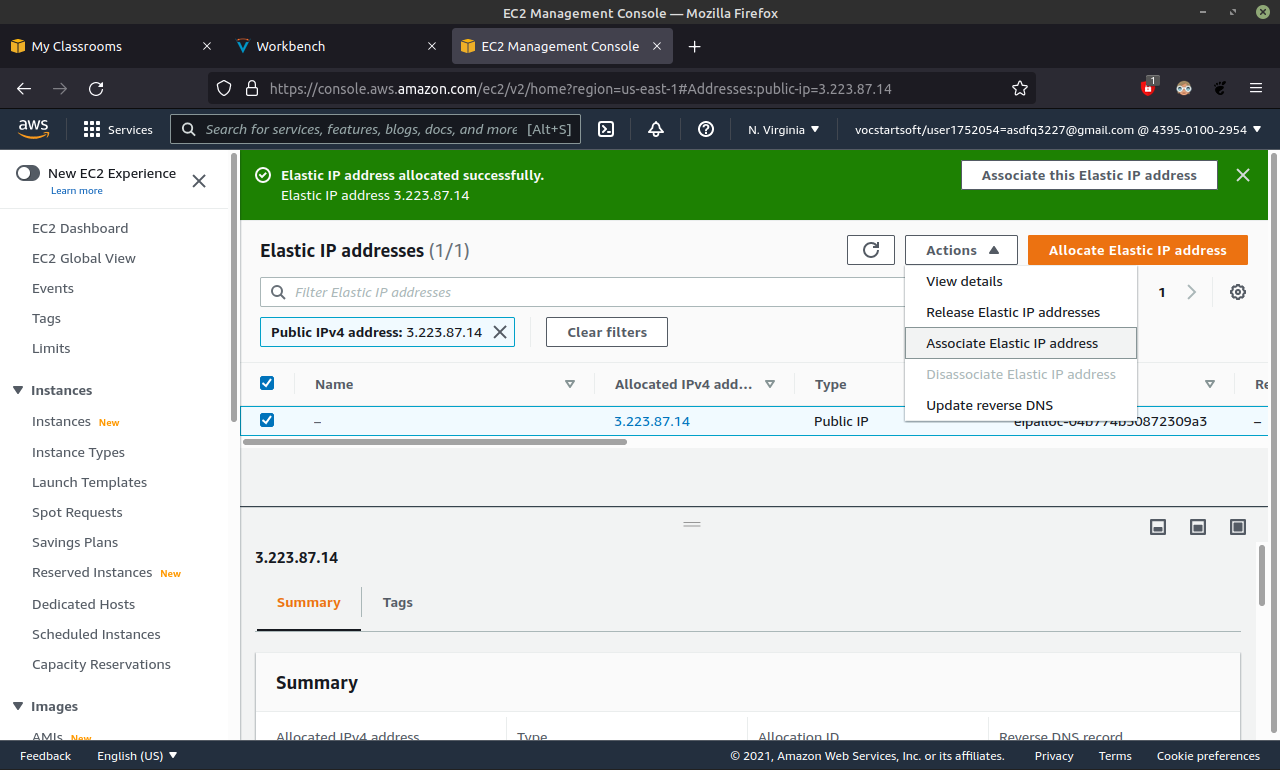 EC2 Management Console — Mozilla Firefox
My Classrooms
Workbench
EC2 Management Console
https://console.aws.amazon.com/ec2/v2/home?region=us-east-1#Addresses:public-ip=3.223.87.14
1
aws
Services
Search for services, features, blogs, docs, and more [Alt+S]
N. Virginia
vocstartsoft/user1752054=asdfq3227@gmail.com @ 4395-0100-2954
New EC2 Experience
Learn more
EC2 Dashboard
EC2 Global View
Events
Tags
Limits
Instances
Instances New
Instance Types
Launch Templates
Spot Requests
Savings Plans
Reserved Instances New
Dedicated Hosts
Scheduled Instances
Capacity Reservations
Images
AMIs New
Elastic IP address allocated successfully.
Elastic IP address 3.223.87.14
Associate this Elastic IP address
Elastic IP addresses (1/1)
Actions
Allocate Elastic IP address
View details
Release Elastic IP addresses
Associate Elastic IP address
Disassociate Elastic IP address
Update reverse DNS
Filter Elastic IP addresses
1
Public IPv4 address: 3.223.87.14
Clear filters
Name
Allocated IPv4 add...
Type
Re
–
3.223.87.14
Public IP
–
3.223.87.14
Summary
Tags
Summary
Allocated IPv4 address
Type
Allocation ID
Reverse DNS record
Feedback
English (US)
© 2021, Amazon Web Services, Inc. or its affiliates.
Privacy
Terms
Cookie preferences